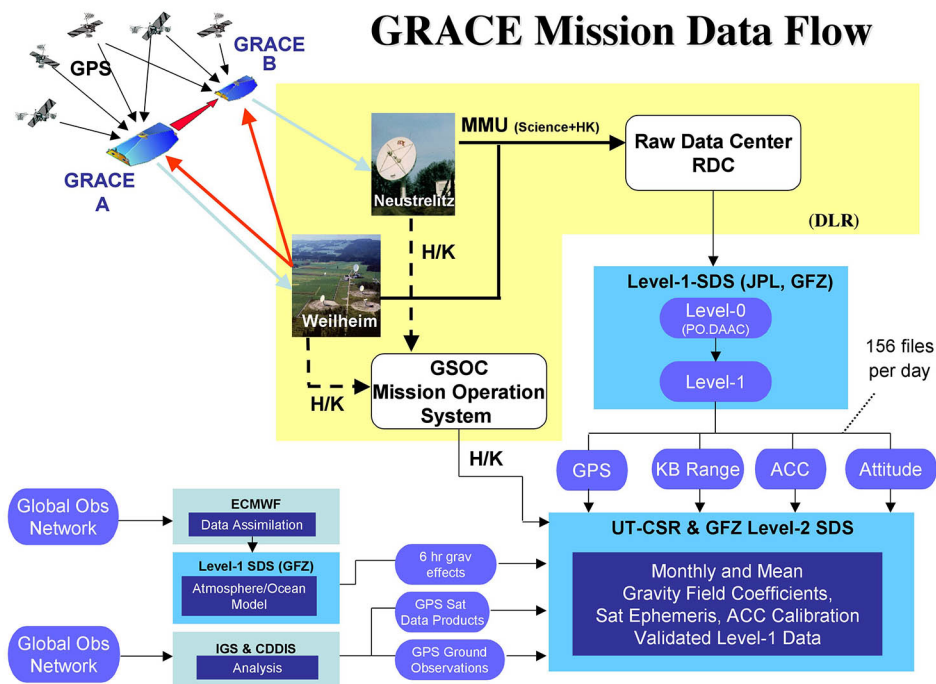 GRACE Mission Data Flow
GRACE
B
GPS
GRACE
A
MMU (Science+HK)
Raw Data Center
RDC
Neustrelitz
(DLR)
H/K
Weilheim
Level-1-SDS (JPL, GFZ)
Level-0
(PO.DAAC)
Level-1
156 files
per day
GSOC
Mission Operation
System
H/K
H/K
GPS
KB Range
ACC
Attitude
Global Obs
Network
ECMWF
Data Assimilation
Level-1 SDS (GFZ)
Atmosphere/Ocean
Model
6 hr grav
effects
GPS Sat
Data Products
GPS Ground
Observations
Global Obs
Network
IGS & CDDIS
Analysis
UT-CSR & GFZ Level-2 SDS
Monthly and Mean
Gravity Field Coefficients,
Sat Ephemeris, ACC Calibration
Validated Level-1 Data